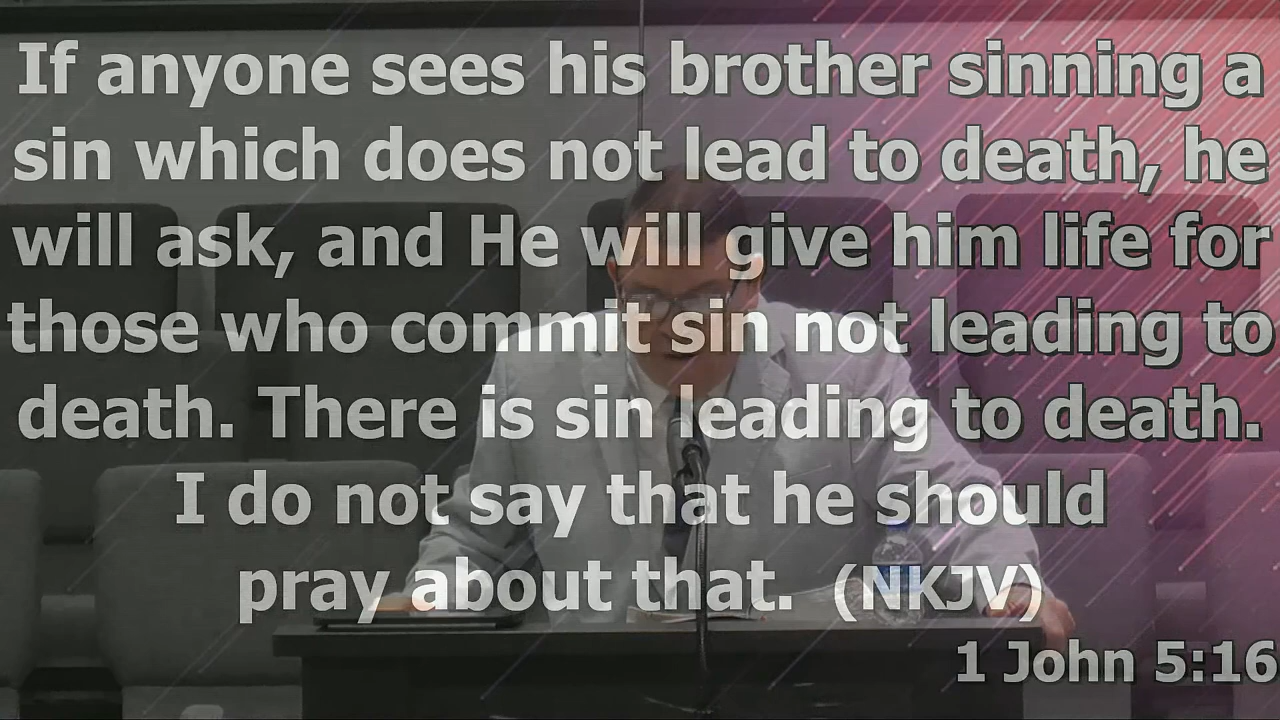 If anyone sees his brother sinning a
sin which does not lead to death, he
will ask, and He will give him life for
those who commit sin not leading to
death. There is sin leading to death.
I do not say that he should
pray about that. (NKJV)
1 John 5:16